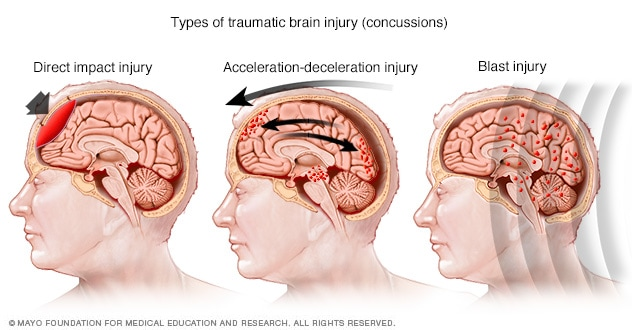 Types of traumatic brain injury (concussions)
Direct impact injury
Acceleration-deceleration injury
Blast injury
© MAYO FOUNDATION FOR MEDICAL EDUCATION AND RESEARCH. ALL RIGHTS RESERVED.